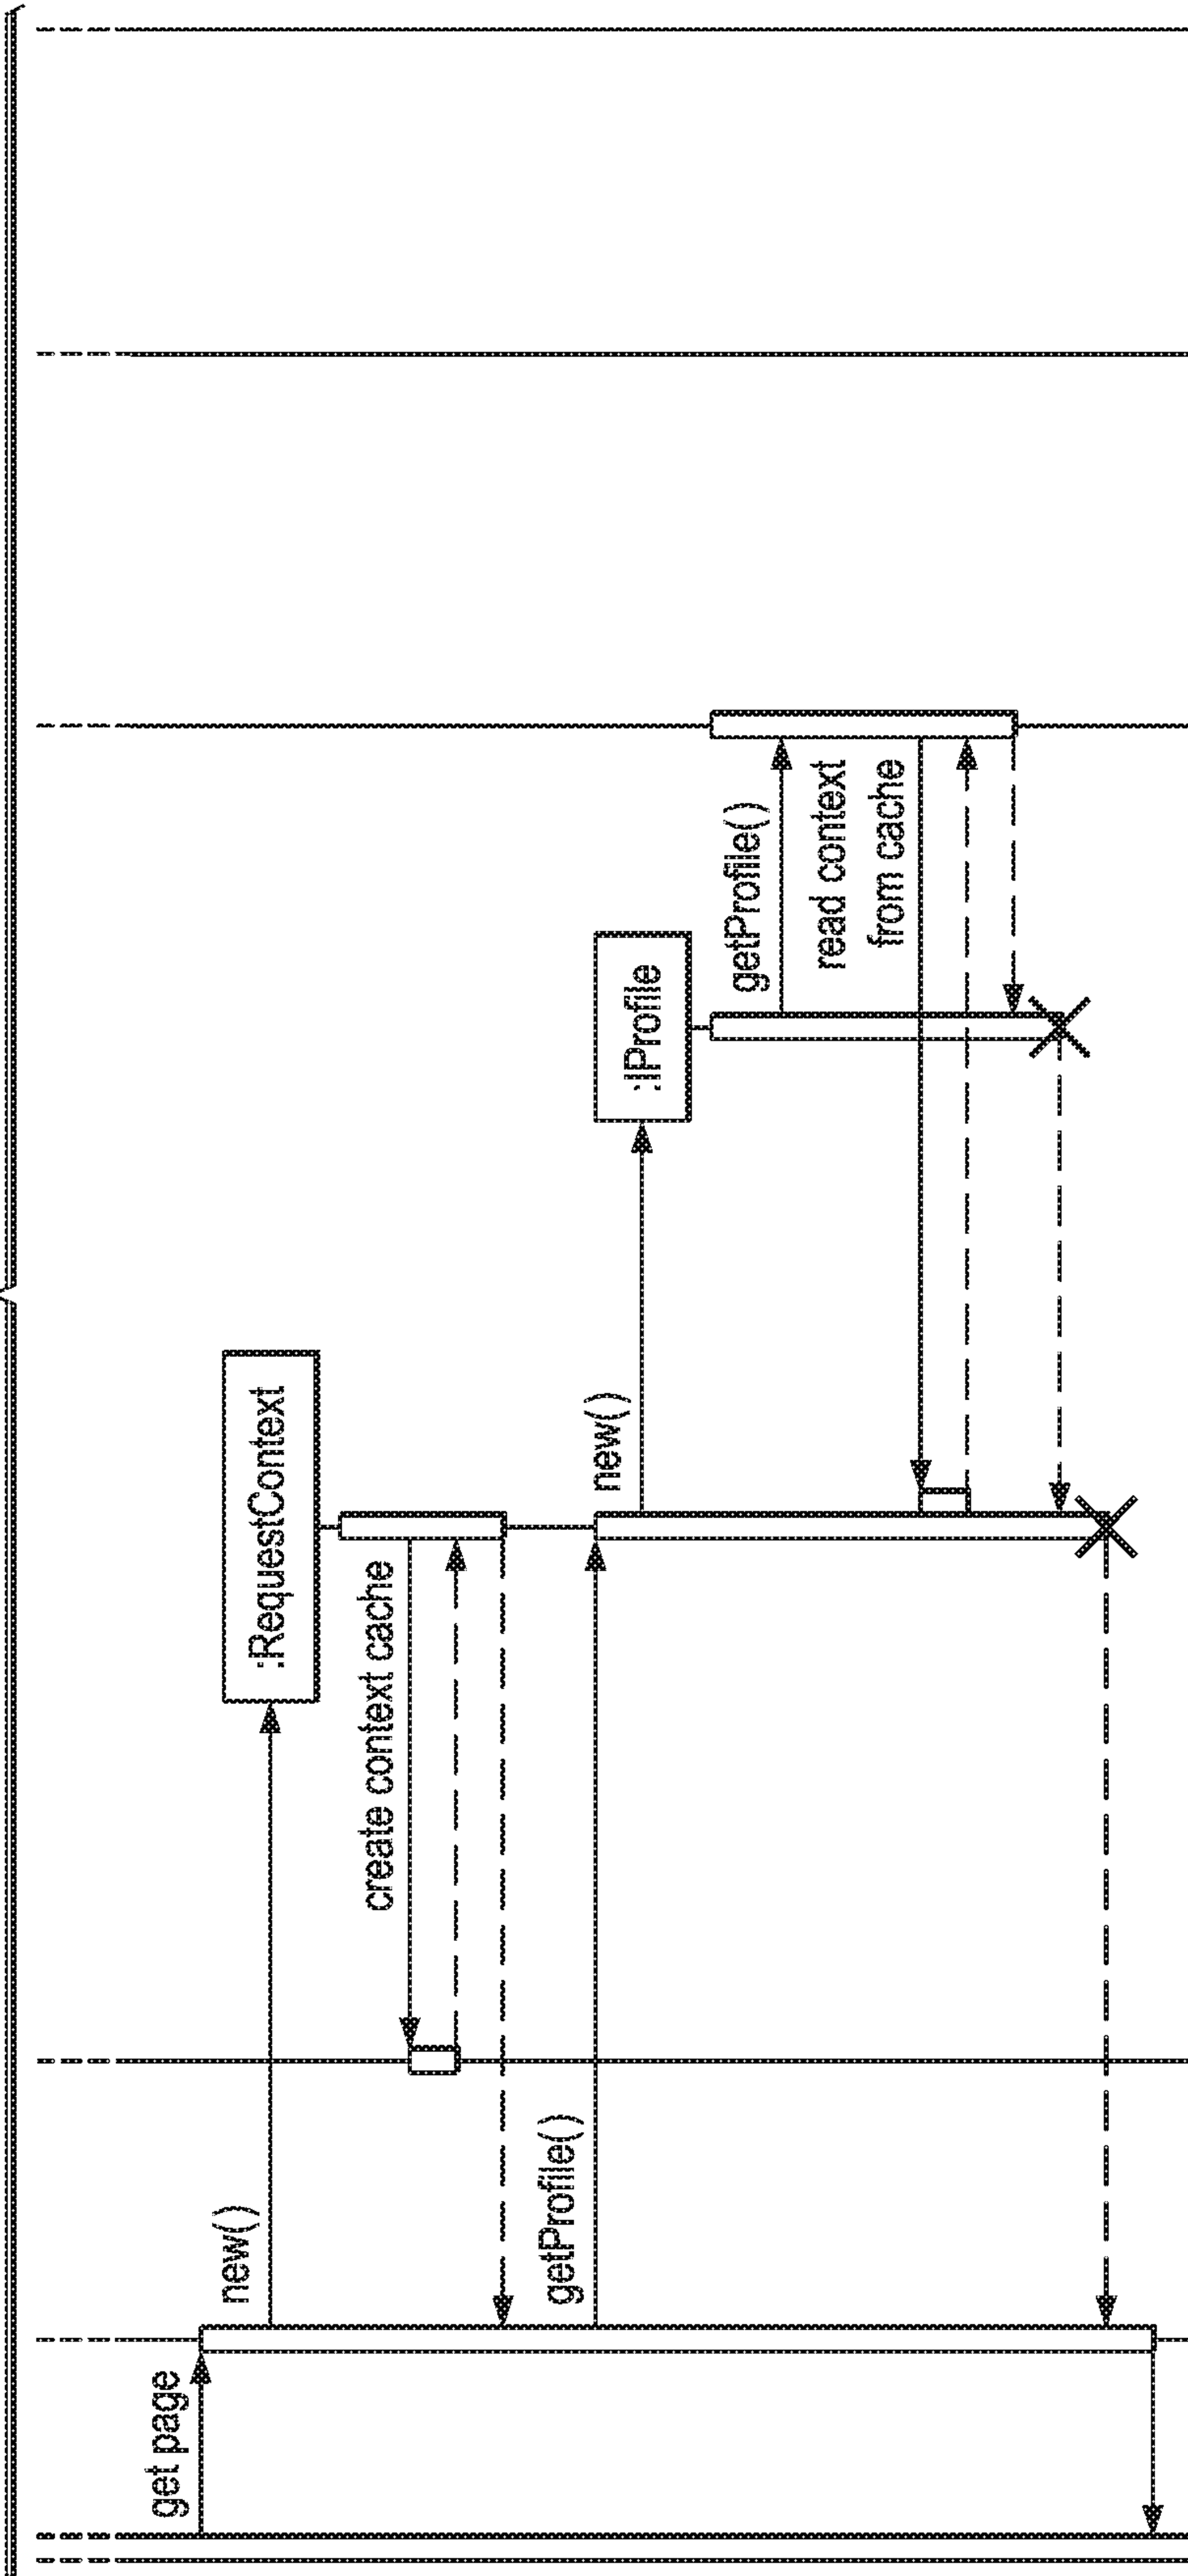 get page
new()
:RequestContext
create context cache
getProfile()
new()
:IProfile
getProfile()
read context
from cache